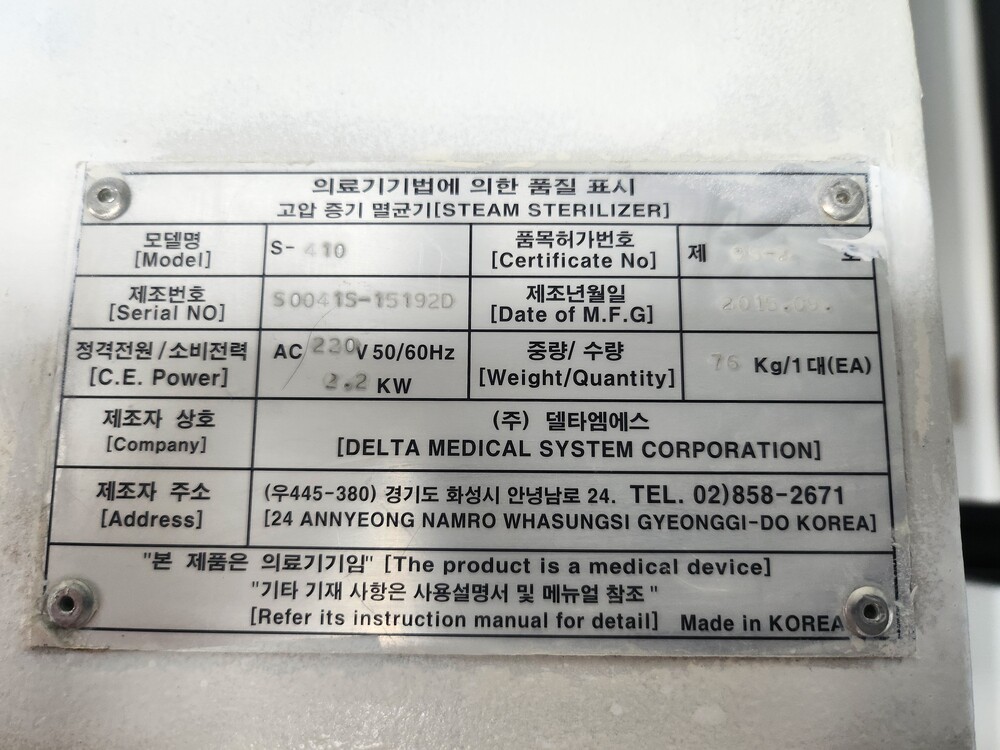 의료기기법에 의한 품질 표시
고압 증기 멸균기[STEAM STERILIZER]
모델명 S- 410 품목허가번호 제 호
[Model] [Certificate No]
제조번호 S0041S-15192D 제조년월일
[Serial NO] [Date of M.F.G]
정격전원/소비전력 AC 220V 50/60Hz 중량/ 수량 76 Kg/1대(EA)
[C.E. Power] 2.2 KW [Weight/Quantity]
제조자 상호 (주) 델타엠에스
[Company] [DELTA MEDICAL SYSTEM CORPORATION]
제조자 주소 (우445-380) 경기도 화성시 안녕남로 24. TEL. 02)858-2671
[Address] [24 ANNYEONG NAMRO WHASUNGSI GYEONGGI-DO KOREA]
"본 제품은 의료기기임" [The product is a medical device]
"기타 기재 사항은 사용설명서 및 메뉴얼 참조 "
[Refer its instruction manual for detail] Made in KOREA